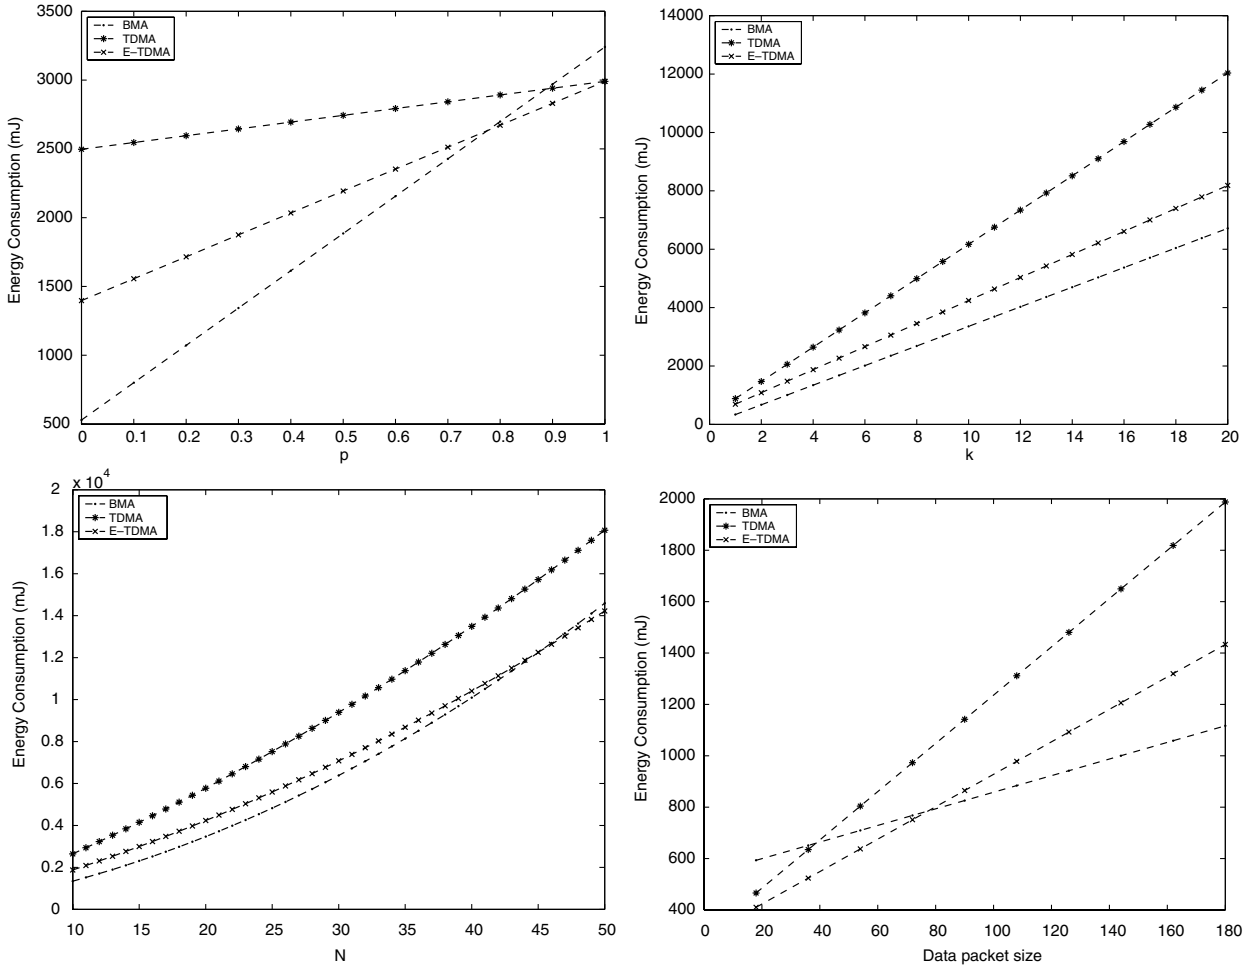 3500
3000
2500
2000
1500
1000
500
Energy Consumption (mJ)
BMA
TDMA
E–TDMA
0 0.1 0.2 0.3 0.4 0.5 0.6 0.7 0.8 0.9 1
p
14000
12000
10000
8000
6000
4000
2000
0
Energy Consumption (mJ)
BMA
TDMA
E–TDMA
0 2 4 6 8 10 12 14 16 18 20
k
x 10^4
2
1.8
1.6
1.4
1.2
1
0.8
0.6
0.4
0.2
0
Energy Consumption (mJ)
BMA
TDMA
E–TDMA
10 15 20 25 30 35 40 45 50
N
2000
1800
1600
1400
1200
1000
800
600
400
Energy Consumption (mJ)
BMA
TDMA
E–TDMA
0 20 40 60 80 100 120 140 160 180
Data packet size